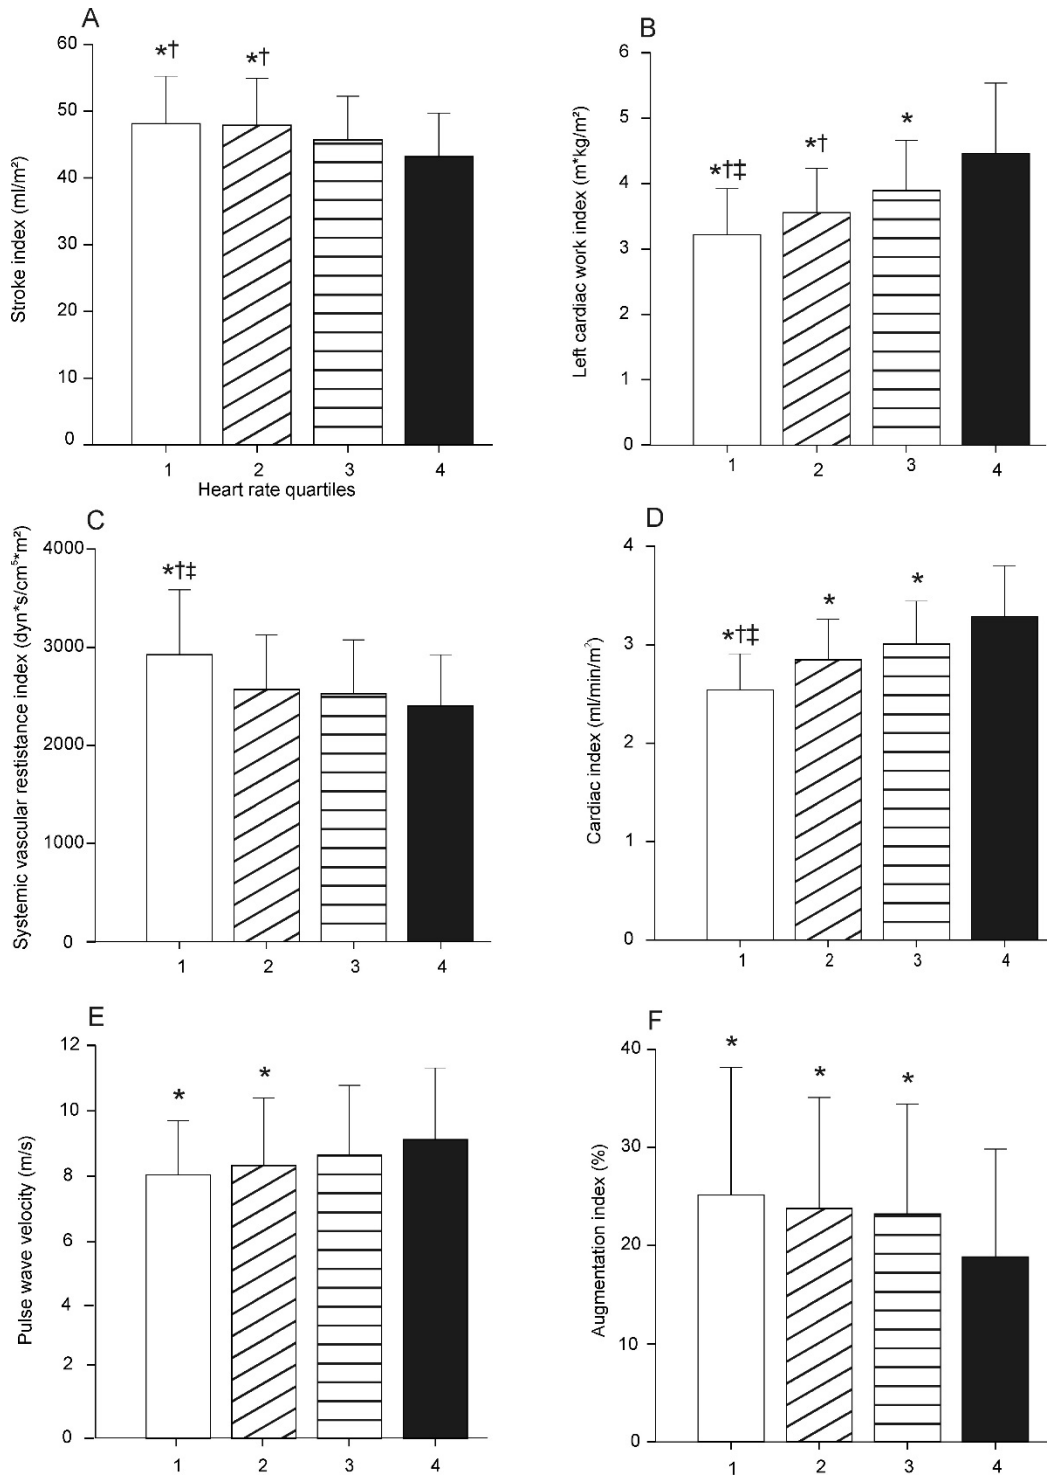 A
Stroke index (ml/m²)
60
50
40
30
20
10
0
*†
*†
1 2 3 4
Heart rate quartiles
B
Left cardiac work index (m*kg/m²)
6
5
4
3
2
1
0
*†‡
*†
*
1 2 3 4
C
Systemic vascular restistance index (dyn*s/cm⁵*m²)
4000
3000
2000
1000
0
*†‡
1 2 3 4
D
Cardiac index (ml/min/m²)
4
3
2
1
0
*†‡
*
*
1 2 3 4
E
Pulse wave velocity (m/s)
12
10
8
6
4
2
0
*
*
1 2 3 4
F
Augmentation index (%)
40
30
20
10
0
*
*
*
1 2 3 4